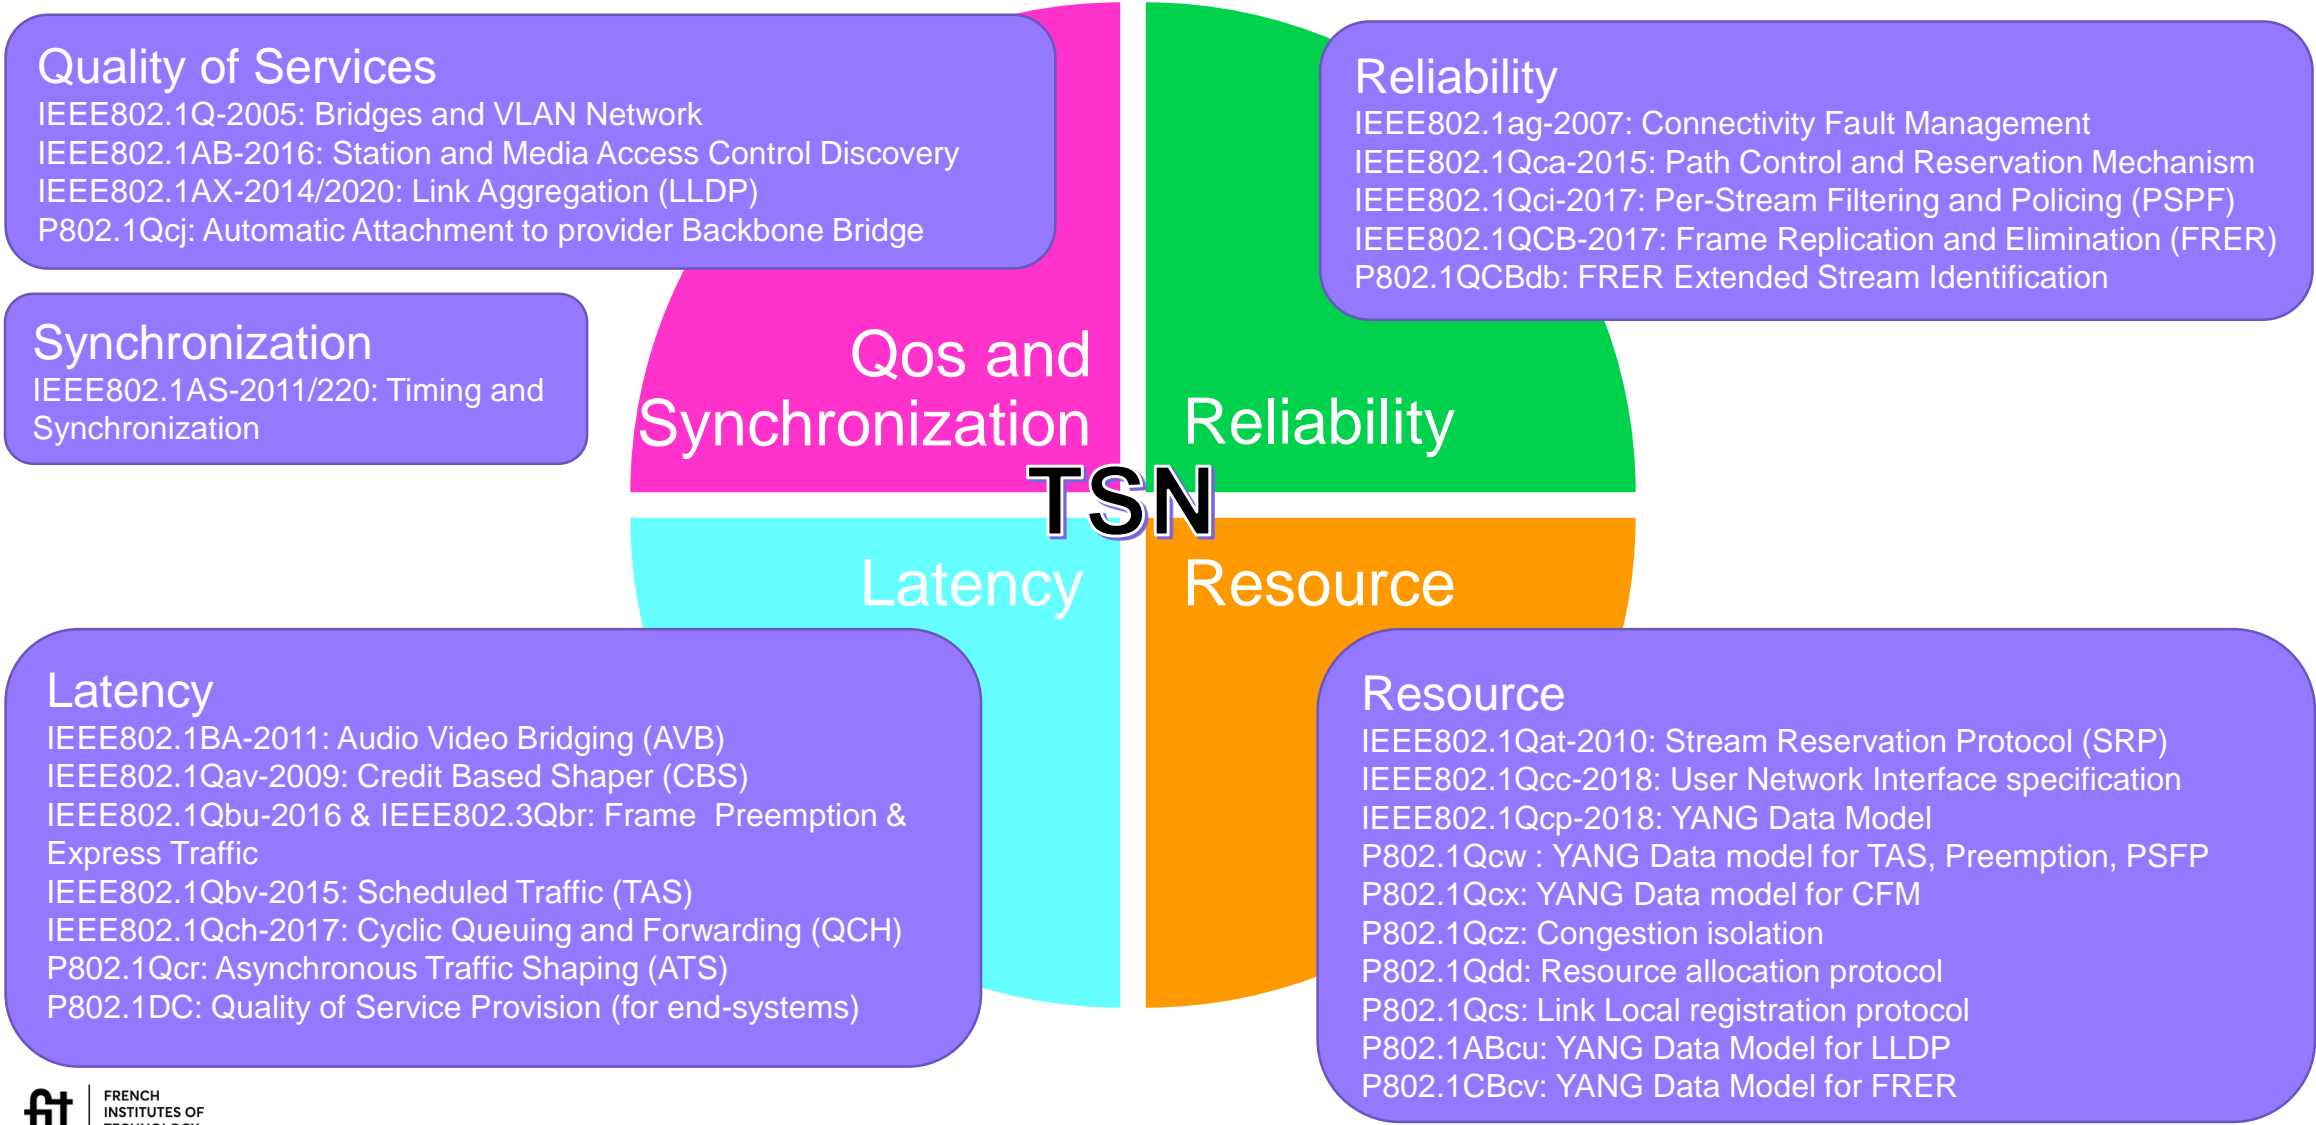 Quality of Services
IEEE802.1Q-2005: Bridges and VLAN Network
IEEE802.1AB-2016: Station and Media Access Control Discovery
IEEE802.1AX-2014/2020: Link Aggregation (LLDP)
P802.1Qcj: Automatic Attachment to provider Backbone Bridge
Reliability
IEEE802.1ag-2007: Connectivity Fault Management
IEEE802.1Qca-2015: Path Control and Reservation Mechanism
IEEE802.1Qci-2017: Per-Stream Filtering and Policing (PSPF)
IEEE802.1QCB-2017: Frame Replication and Elimination (FRER)
P802.1QCBdb: FRER Extended Stream Identification
Synchronization
IEEE802.1AS-2011/220: Timing and
Synchronization
Qos and
Synchronization
Reliability
TSN
Latency
Resource
Latency
IEEE802.1BA-2011: Audio Video Bridging (AVB)
IEEE802.1Qav-2009: Credit Based Shaper (CBS)
IEEE802.1Qbu-2016 & IEEE802.3Qbr: Frame  Preemption &
Express Traffic
IEEE802.1Qbv-2015: Scheduled Traffic (TAS)
IEEE802.1Qch-2017: Cyclic Queuing and Forwarding (QCH)
P802.1Qcr: Asynchronous Traffic Shaping (ATS)
P802.1DC: Quality of Service Provision (for end-systems)
Resource
IEEE802.1Qat-2010: Stream Reservation Protocol (SRP)
IEEE802.1Qcc-2018: User Network Interface specification
IEEE802.1Qcp-2018: YANG Data Model
P802.1Qcw : YANG Data model for TAS, Preemption, PSFP
P802.1Qcx: YANG Data model for CFM
P802.1Qcz: Congestion isolation
P802.1Qdd: Resource allocation protocol
P802.1Qcs: Link Local registration protocol
P802.1ABcu: YANG Data Model for LLDP
P802.1CBcv: YANG Data Model for FRER
fit
FRENCH
INSTITUTES OF
TECHNOLOGY